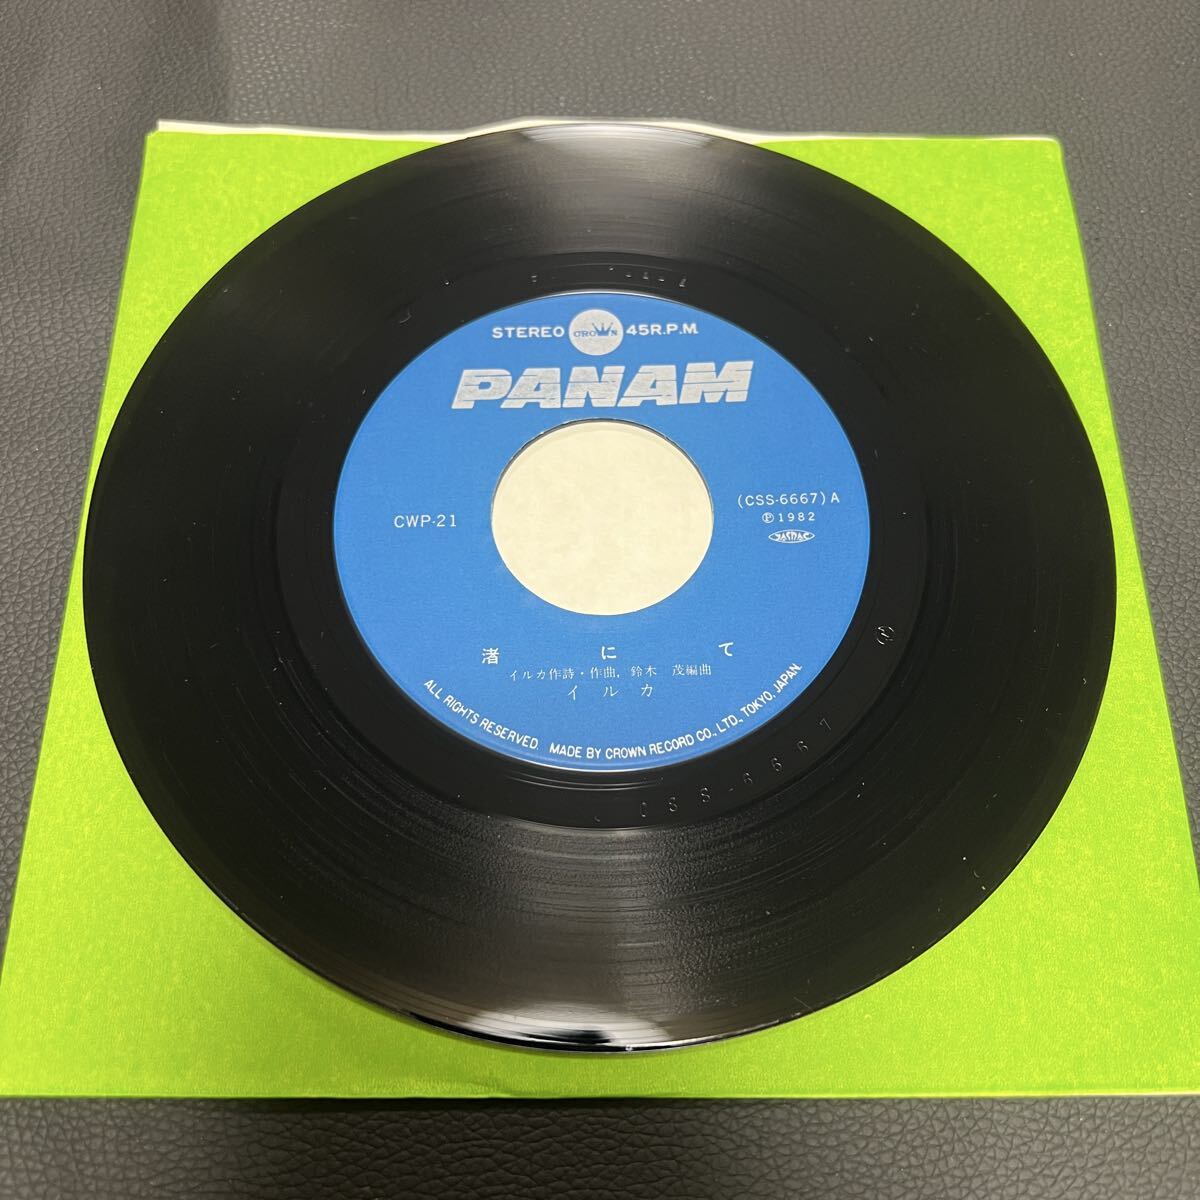 STEREO CROWN 45R.P.M.
PANAM
CWP-21
(CSS-6667) A
Ⓟ1982
JASRAC
渚にて
イルカ作詩・作曲, 鈴木 茂編曲
イルカ
ALL RIGHTS RESERVED. MADE BY CROWN RECORD CO., LTD., TOKYO, JAPAN.
CSS-6667